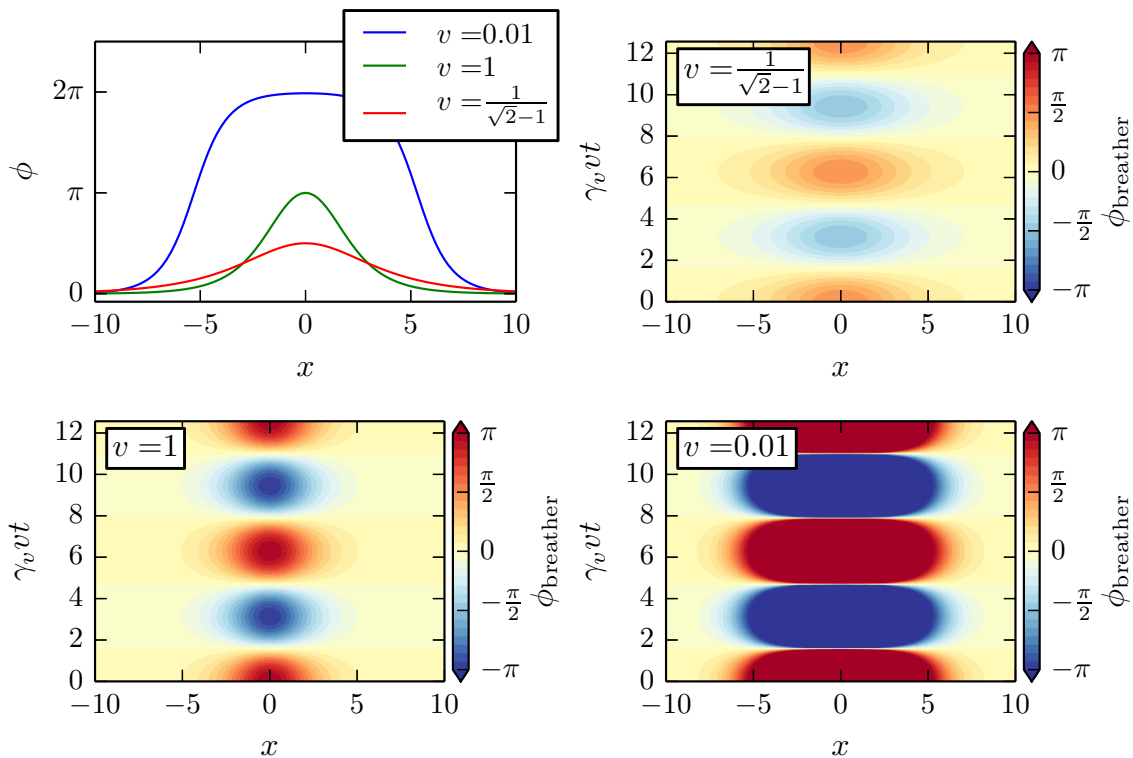 v =0.01
v =1
v = 1/(√2−1)
2π
π
0
ϕ
−10 −5 0 5 10
x
v = 1/(√2−1)
12
10
8
6
4
2
0
γ_v vt
−10 −5 0 5 10
x
π
π/2
0
−π/2
−π
ϕ_breather
v =1
12
10
8
6
4
2
0
γ_v vt
−10 −5 0 5 10
x
π
π/2
0
−π/2
−π
ϕ_breather
v =0.01
12
10
8
6
4
2
0
γ_v vt
−10 −5 0 5 10
x
π
π/2
0
−π/2
−π
ϕ_breather